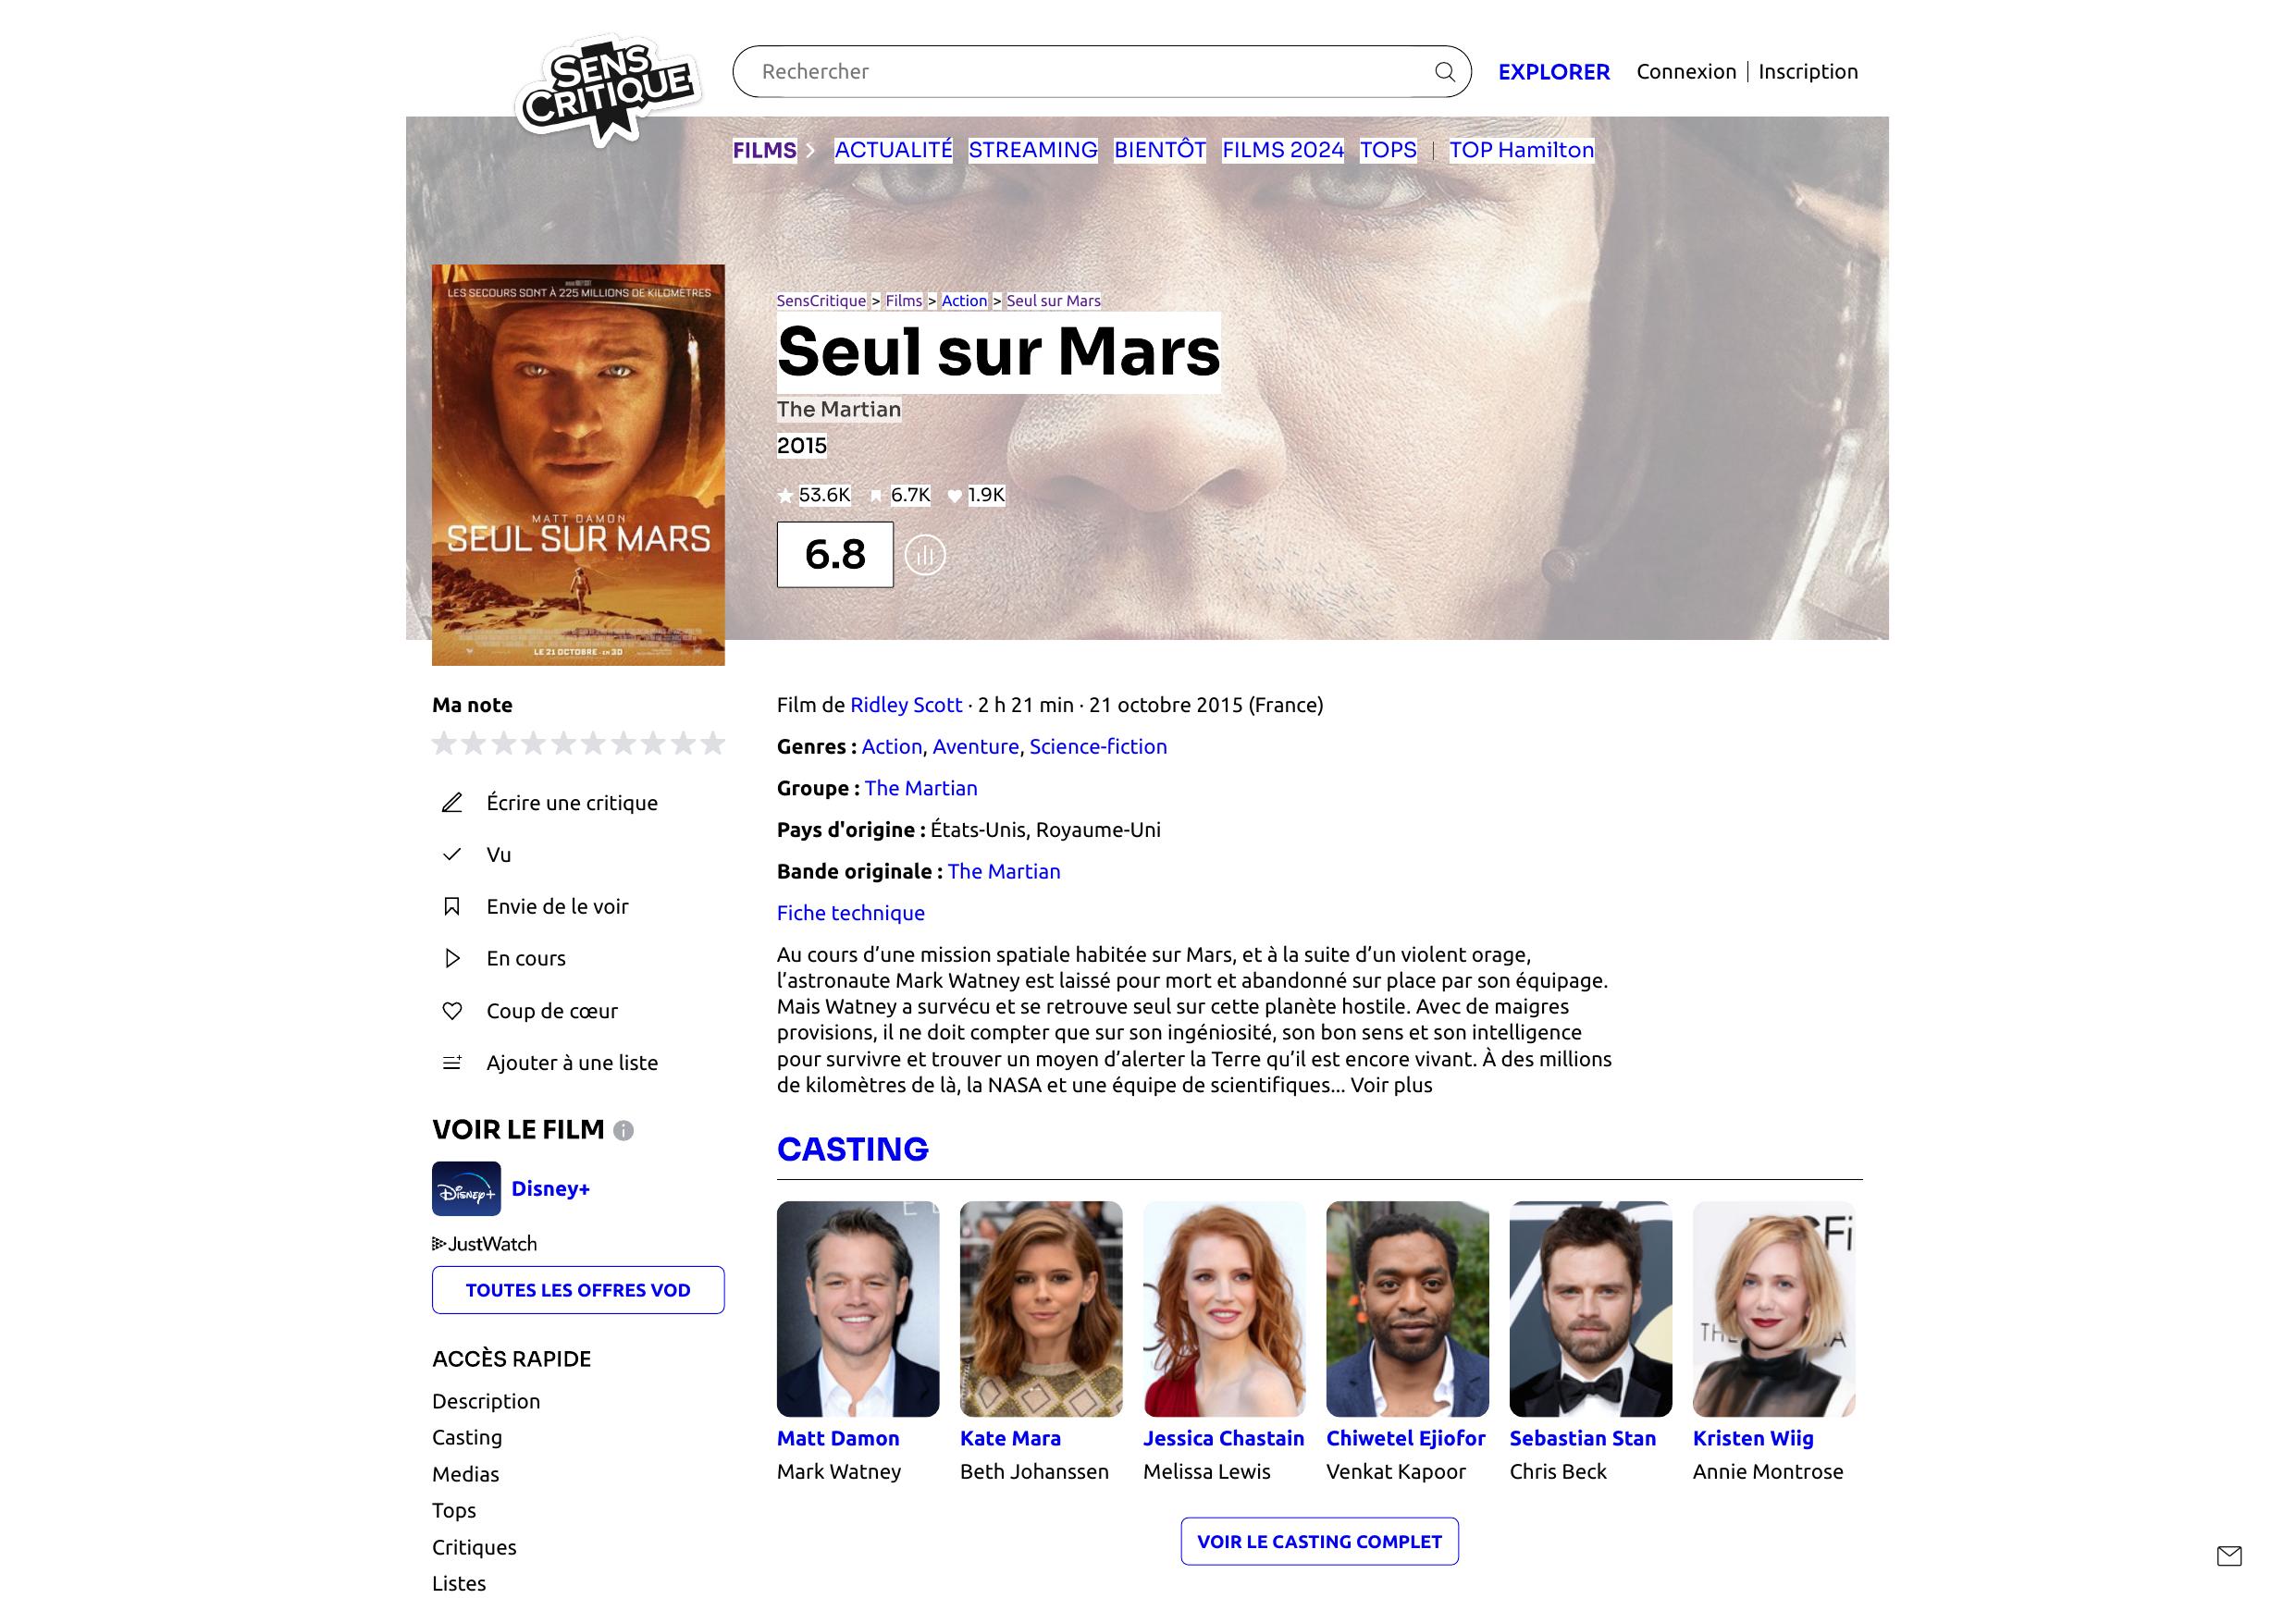 SENS
CRITIQUE
Rechercher
EXPLORER
Connexion | Inscription
FILMS > ACTUALITÉ STREAMING BIENTÔT FILMS 2024 TOPS | TOP Hamilton
LES SECOURS SONT À 225 MILLIONS DE KILOMÈTRES
MATT DAMON
SEUL SUR MARS
LE 21 OCTOBRE EN 3D
SensCritique > Films > Action > Seul sur Mars
Seul sur Mars
The Martian
2015
53.6K 6.7K 1.9K
6.8
Ma note
Écrire une critique
Vu
Envie de le voir
En cours
Coup de cœur
Ajouter à une liste
VOIR LE FILM
Disney+ Disney+
JustWatch
TOUTES LES OFFRES VOD
ACCÈS RAPIDE
Description
Casting
Medias
Tops
Critiques
Listes
Film de Ridley Scott · 2 h 21 min · 21 octobre 2015 (France)
Genres : Action, Aventure, Science-fiction
Groupe : The Martian
Pays d'origine : États-Unis, Royaume-Uni
Bande originale : The Martian
Fiche technique
Au cours d’une mission spatiale habitée sur Mars, et à la suite d’un violent orage,
l’astronaute Mark Watney est laissé pour mort et abandonné sur place par son équipage.
Mais Watney a survécu et se retrouve seul sur cette planète hostile. Avec de maigres
provisions, il ne doit compter que sur son ingéniosité, son bon sens et son intelligence
pour survivre et trouver un moyen d’alerter la Terre qu’il est encore vivant. À des millions
de kilomètres de là, la NASA et une équipe de scientifiques... Voir plus
CASTING
Matt Damon
Mark Watney
Kate Mara
Beth Johanssen
Jessica Chastain
Melissa Lewis
Chiwetel Ejiofor
Venkat Kapoor
Sebastian Stan
Chris Beck
Kristen Wiig
Annie Montrose
VOIR LE CASTING COMPLET